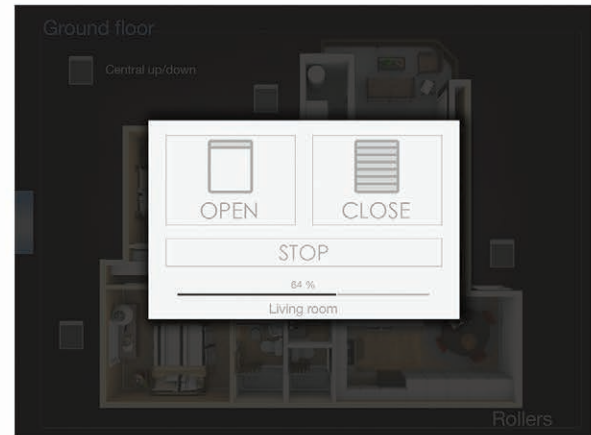 Ground floor
Central up/down
OPEN
CLOSE
STOP
64 %
Living room
Rollers